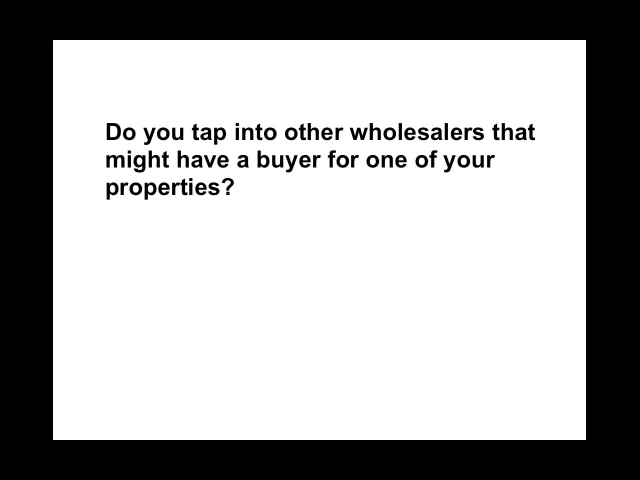 Do you tap into other wholesalers that
might have a buyer for one of your
properties?